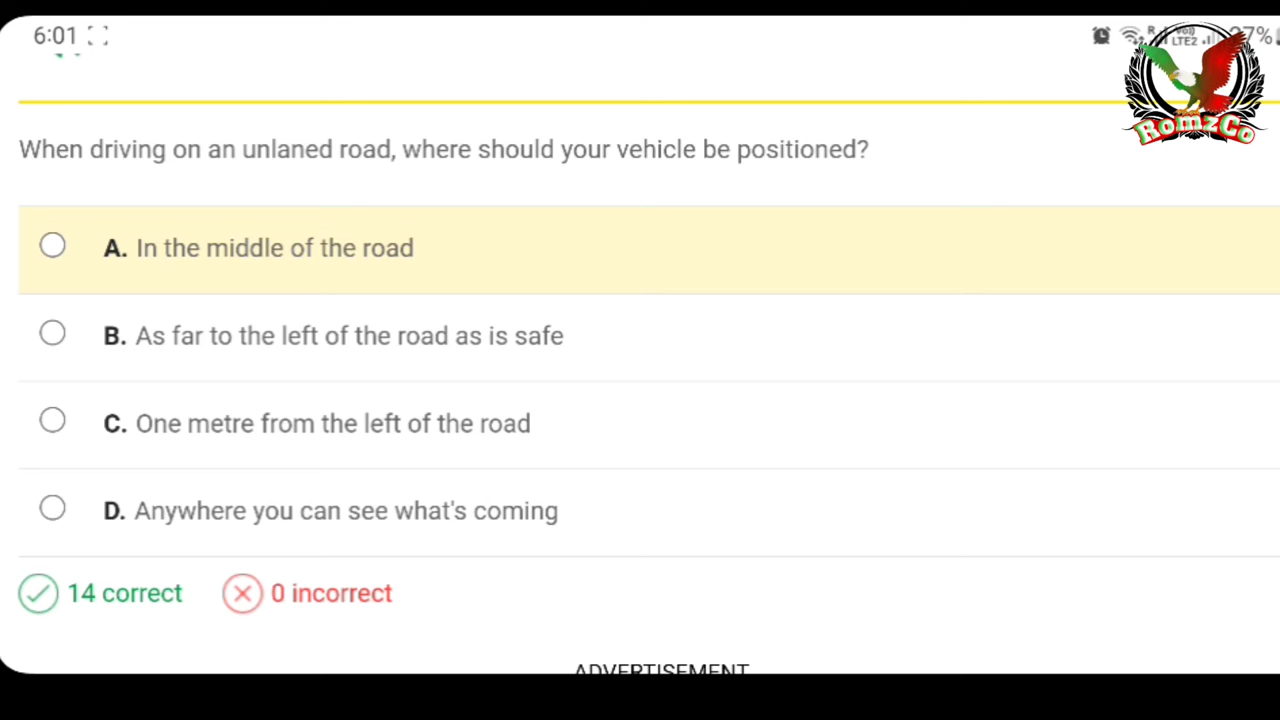 6:01
LTE2
RomzCo
When driving on an unlaned road, where should your vehicle be positioned?
A. In the middle of the road
B. As far to the left of the road as is safe
C. One metre from the left of the road
D. Anywhere you can see what's coming
14 correct 0 incorrect
ADVERTISEMENT